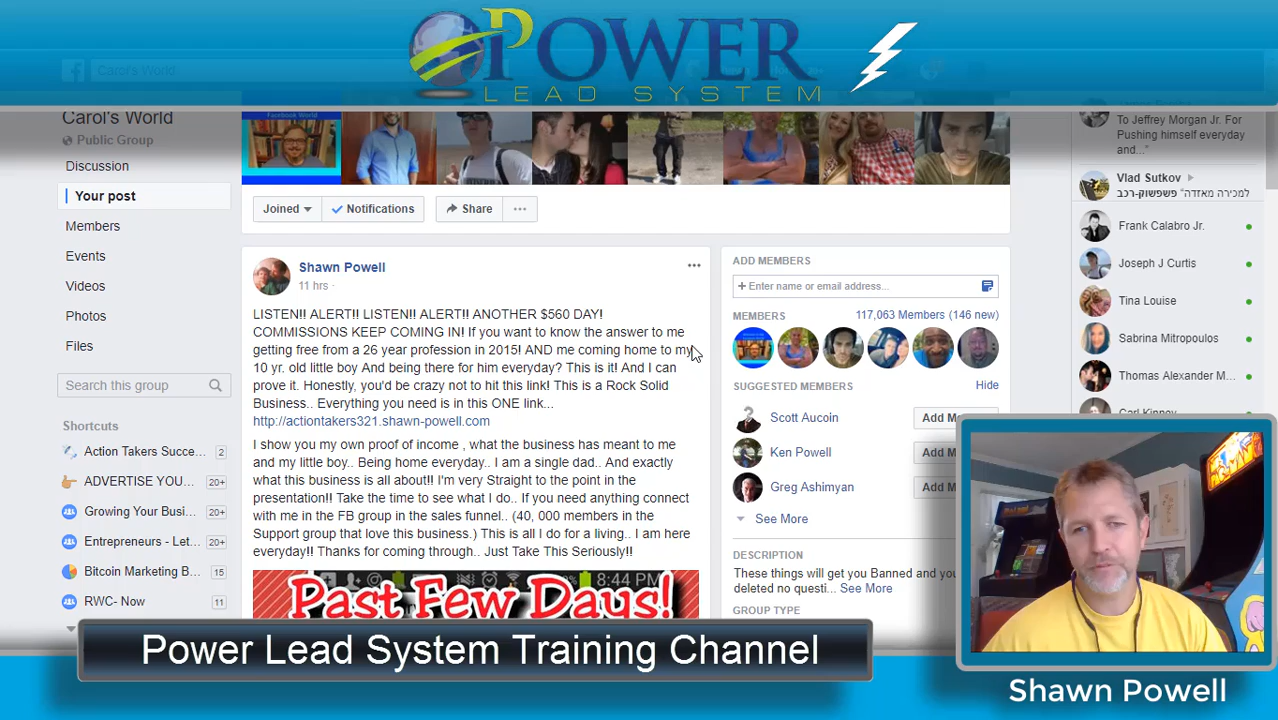 POWER
LEAD SYSTEM
Carol's World
Carol's World
Public Group
Discussion
Your post
Members
Events
Videos
Photos
Files
Search this group
Shortcuts
Action Takers Succe... 2
ADVERTISE YOU... 20+
Growing Your Busi... 20+
Entrepreneurs - Let... 20+
Bitcoin Marketing B... 20+
RWC- Now 11
Facebook World
Joined
Notifications
Share
Shawn Powell
11 hrs ·
LISTEN!! ALERT!! LISTEN!! ALERT!! ANOTHER $560 DAY!
COMMISSIONS KEEP COMING IN! If you want to know the answer to me
getting free from a 26 year profession in 2015! AND me coming home to my
10 yr. old little boy And being there for him everyday? This is it! And I can
prove it. Honestly, you'd be crazy not to hit this link! This is a Rock Solid
Business.. Everything you need is in this ONE link...
http://actiontakers321.shawn-powell.com
I show you my own proof of income , what the business has meant to me
and my little boy.. Being home everyday.. I am a single dad.. And exactly
what this business is all about!! I'm very Straight to the point in the
presentation!! Take the time to see what I do.. If you need anything connect
with me in the FB group in the sales funnel.. (40, 000 members in the
Support group that love this business.) This is all I do for a living.. I am here
everyday!! Thanks for coming through.. Just Take This Seriously!!
8:44 PM
Past Few Days!
ADD MEMBERS
+ Enter name or email address...
MEMBERS 117,063 Members (146 new)
SUGGESTED MEMBERS Hide
Scott Aucoin Add M
Ken Powell Add M
Greg Ashimyan Add M
See More
DESCRIPTION
These things will get you Banned and you
deleted no questi... See More
GROUP TYPE
To Jeffrey Morgan Jr. For
Pushing himself everyday
and..."
Vlad Sutkov
למכירה מאזדה" פשפשוק-רכב
Frank Calabro Jr.
Joseph J Curtis
Tina Louise
Sabrina Mitropoulos
Thomas Alexander M...
Carl Kinney
Power Lead System Training Channel
Shawn Powell